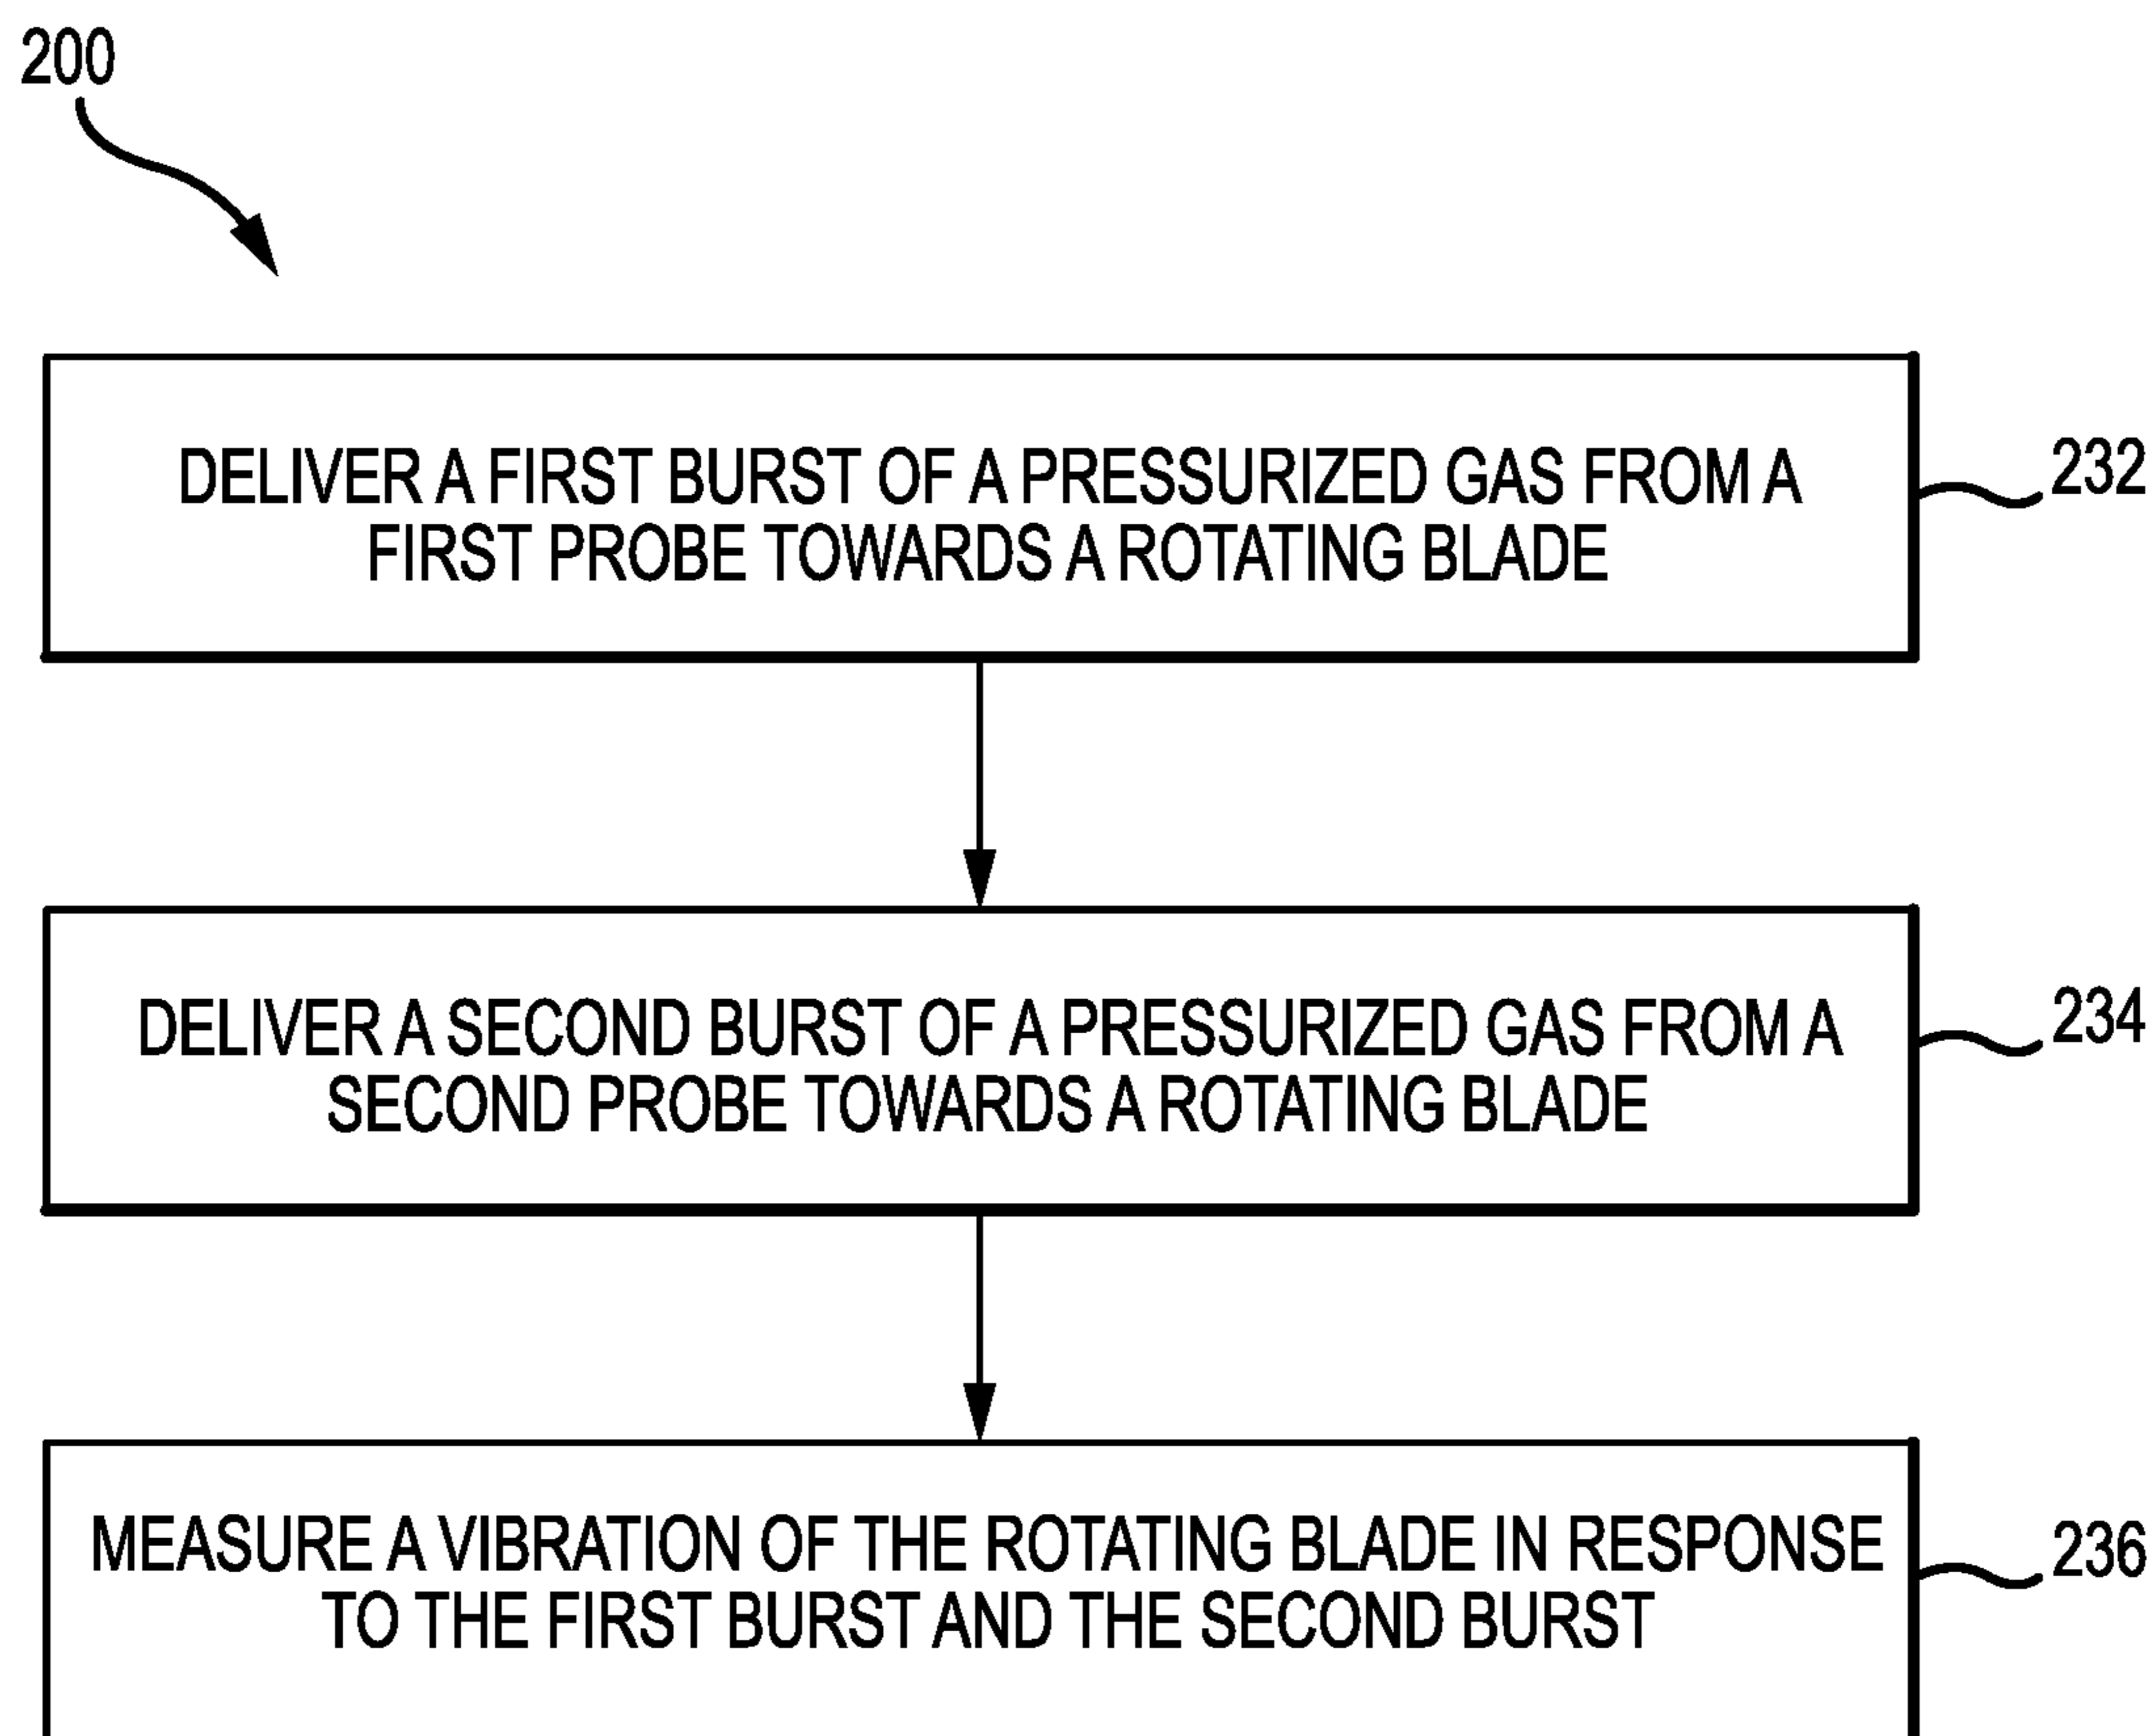 200
DELIVER A FIRST BURST OF A PRESSURIZED GAS FROM A
FIRST PROBE TOWARDS A ROTATING BLADE
232
DELIVER A SECOND BURST OF A PRESSURIZED GAS FROM A
SECOND PROBE TOWARDS A ROTATING BLADE
234
MEASURE A VIBRATION OF THE ROTATING BLADE IN RESPONSE
TO THE FIRST BURST AND THE SECOND BURST
236